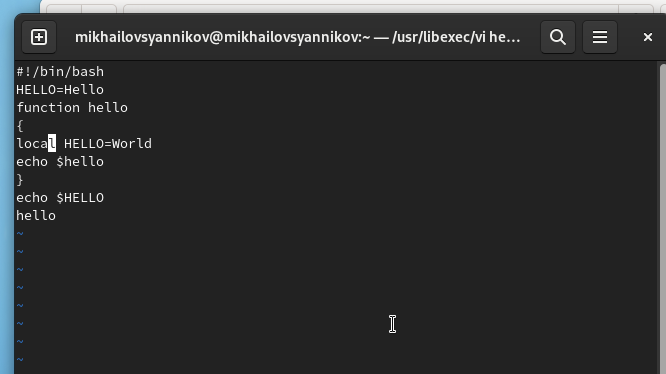 mikhailovsyannikov@mikhailovsyannikov:~ — /usr/libexec/vi he…
#!/bin/bash
HELLO=Hello
function hello
{
local HELLO=World
echo $hello
}
echo $HELLO
hello
~
~
~
~
~
~
~
~